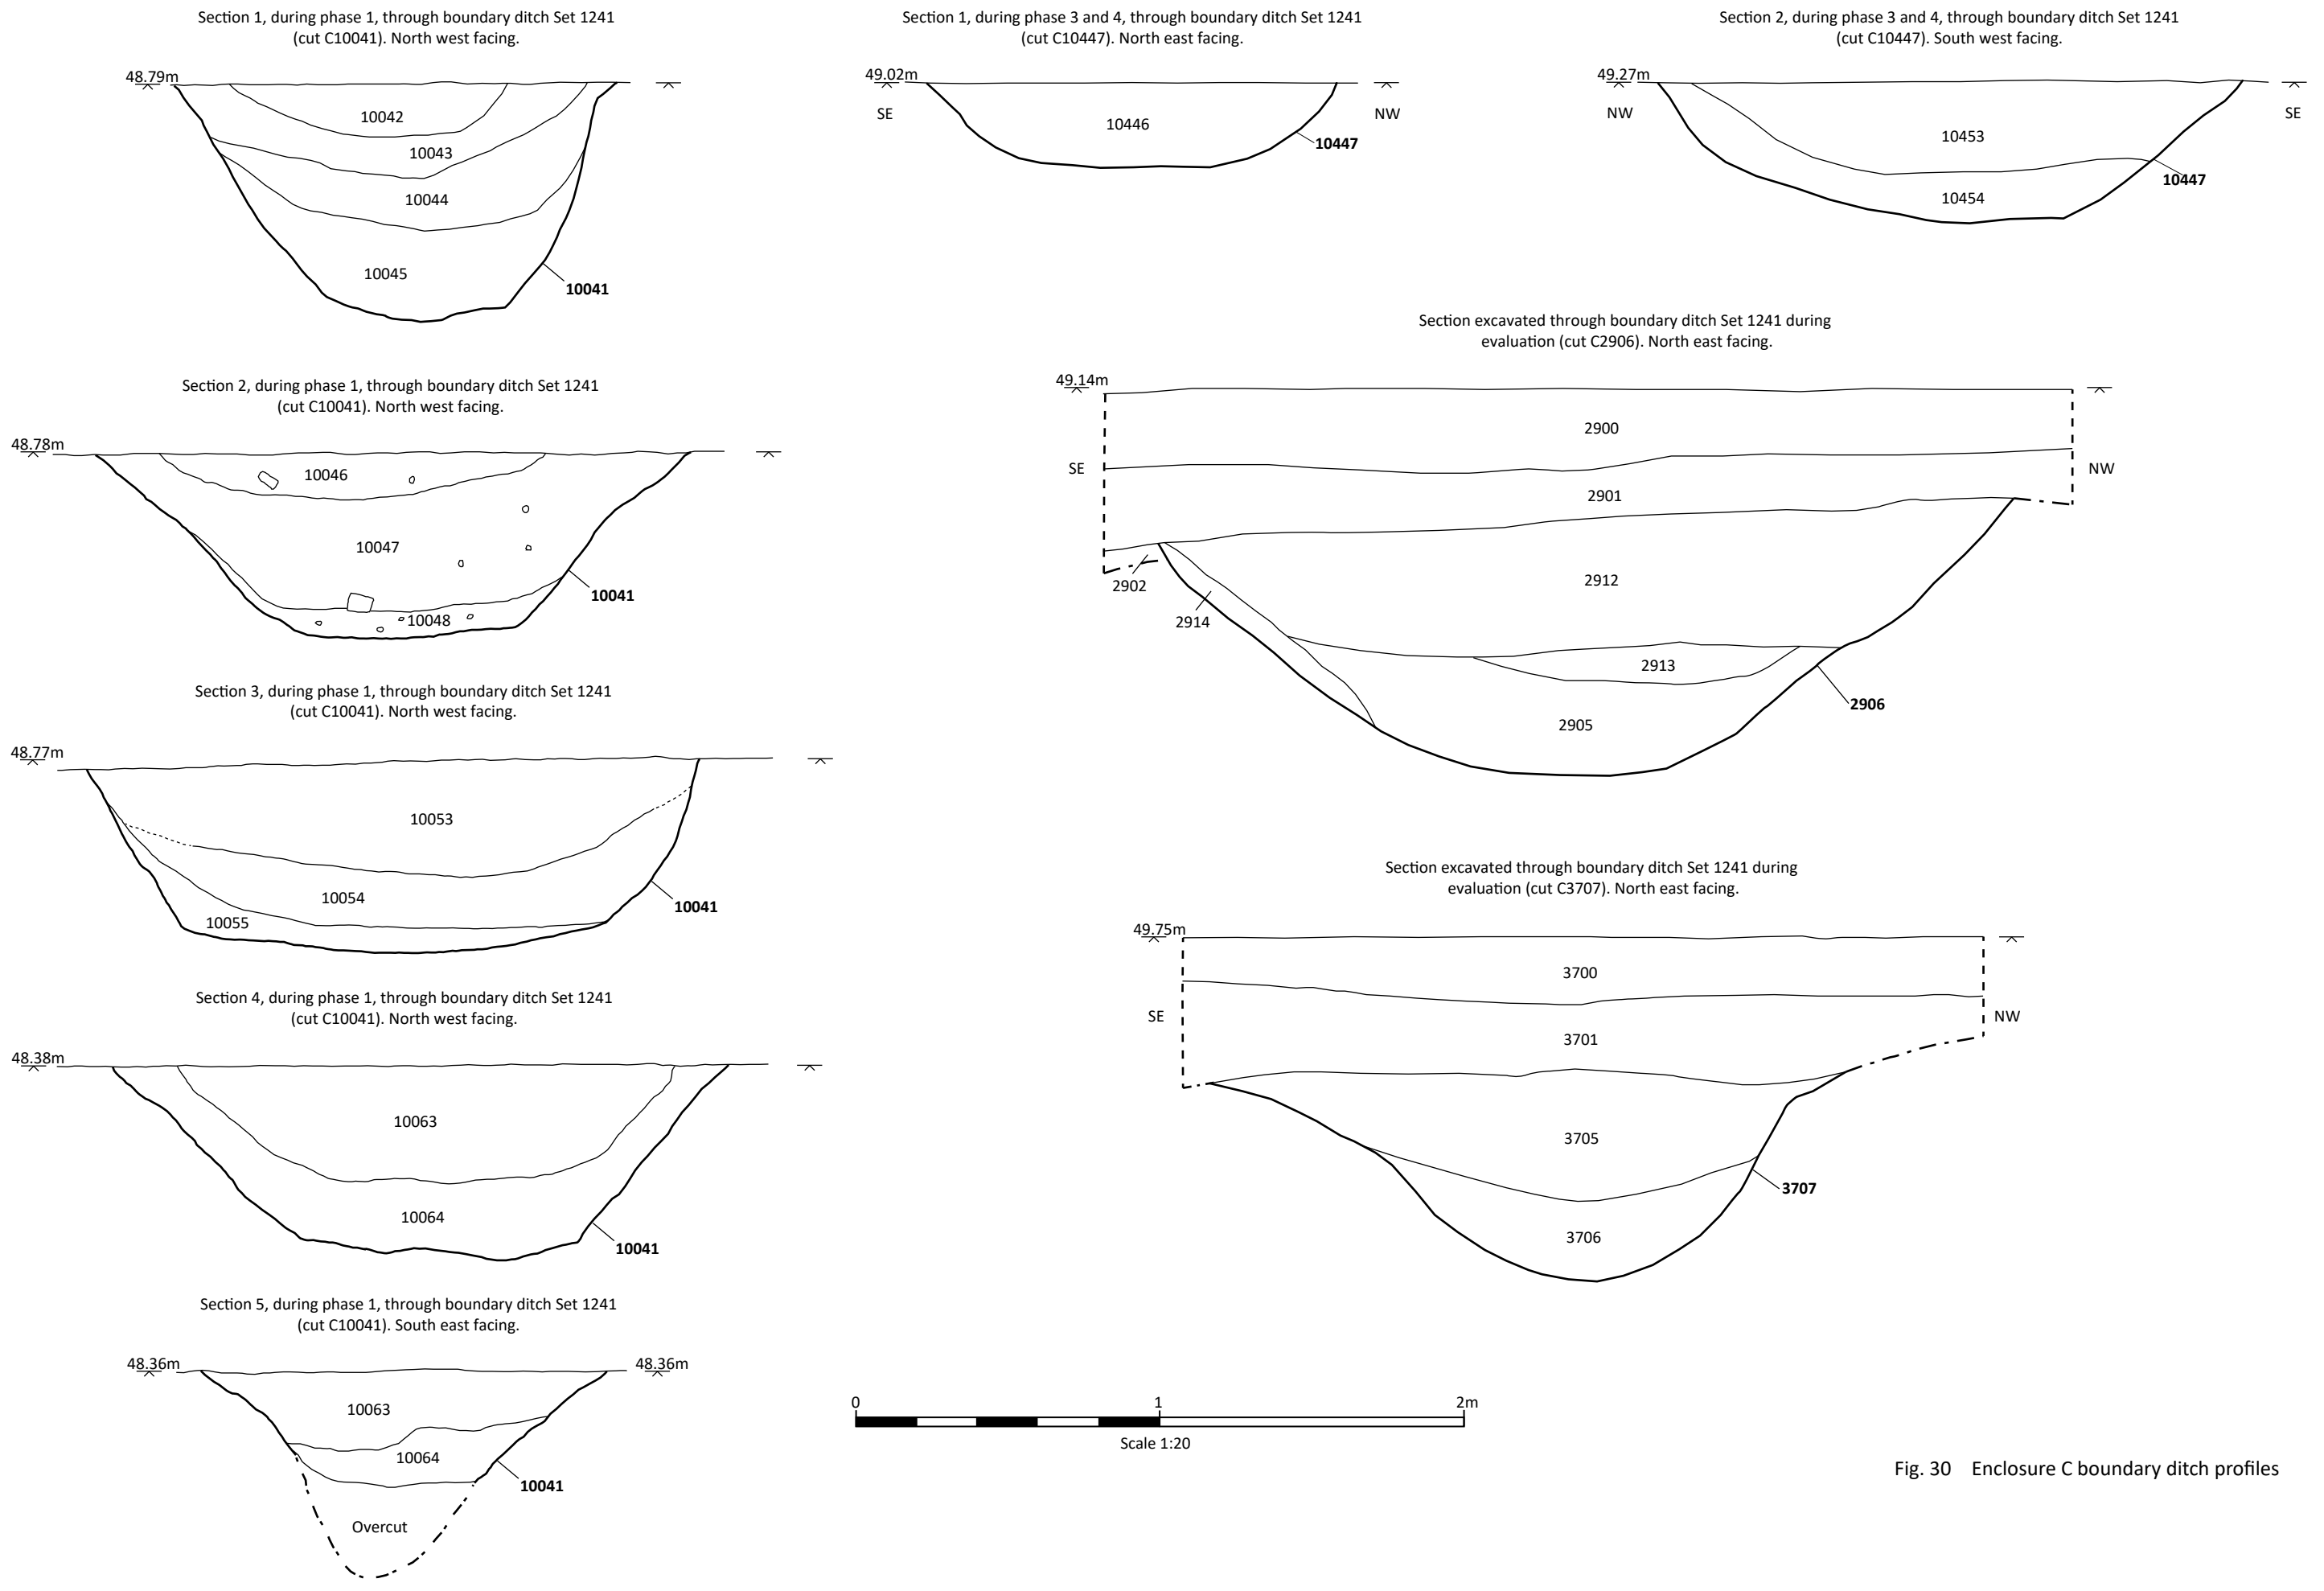 Section 1, during phase 1, through boundary ditch Set 1241
(cut C10041). North west facing.
48.79m
10042
10043
10044
10045
10041
Section 2, during phase 1, through boundary ditch Set 1241
(cut C10041). North west facing.
48.78m
10046
10047
10048
10041
Section 3, during phase 1, through boundary ditch Set 1241
(cut C10041). North west facing.
48.77m
10053
10054
10055
10041
Section 4, during phase 1, through boundary ditch Set 1241
(cut C10041). North west facing.
48.38m
10063
10064
10041
Section 5, during phase 1, through boundary ditch Set 1241
(cut C10041). South east facing.
48.36m 48.36m
10063
10064
10041
Overcut
Section 1, during phase 3 and 4, through boundary ditch Set 1241
(cut C10447). North east facing.
49.02m
SE NW
10446
10447
Section 2, during phase 3 and 4, through boundary ditch Set 1241
(cut C10447). South west facing.
49.27m
NW SE
10453
10447
10454
Section excavated through boundary ditch Set 1241 during
evaluation (cut C2906). North east facing.
49.14m
2900
SE NW
2901
2912
2902
2914
2913
2906
2905
Section excavated through boundary ditch Set 1241 during
evaluation (cut C3707). North east facing.
49.75m
3700
SE NW
3701
3705
3707
3706
0 1 2m
Scale 1:20
Fig. 30 Enclosure C boundary ditch profiles